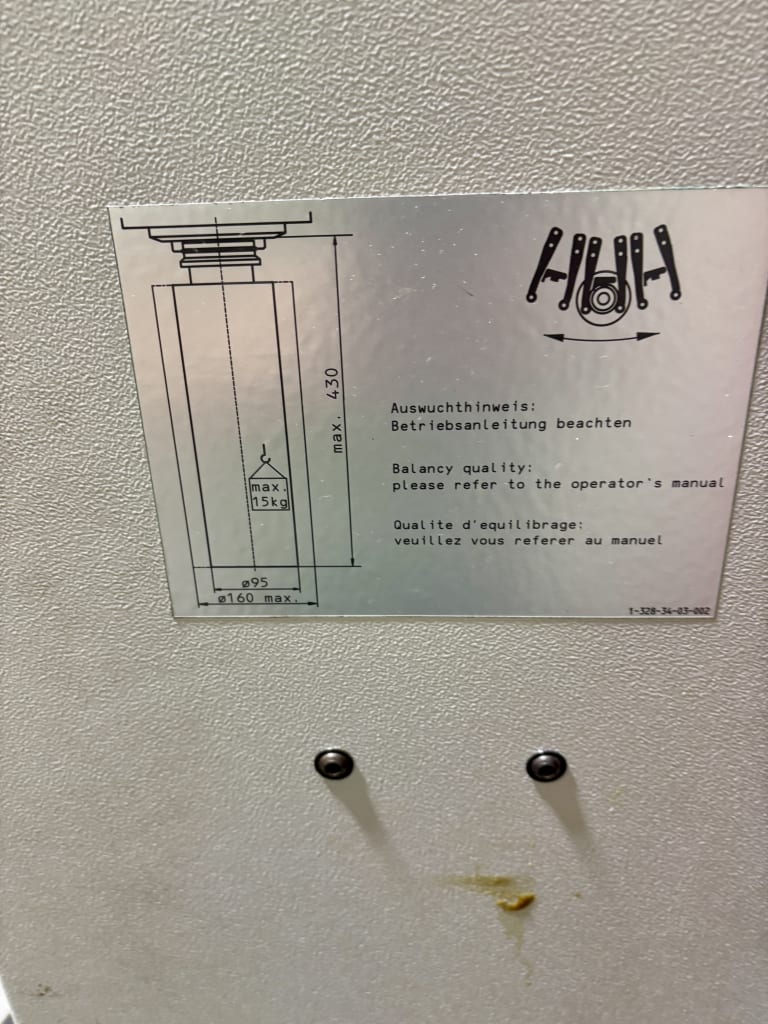 max. 430
max.
15kg
ø95
ø160 max.
Auswuchthinweis:
Betriebsanleitung beachten
Balancy quality:
please refer to the operator's manual
Qualite d'equilibrage:
veuillez vous referer au manuel
1-328-34-03-002